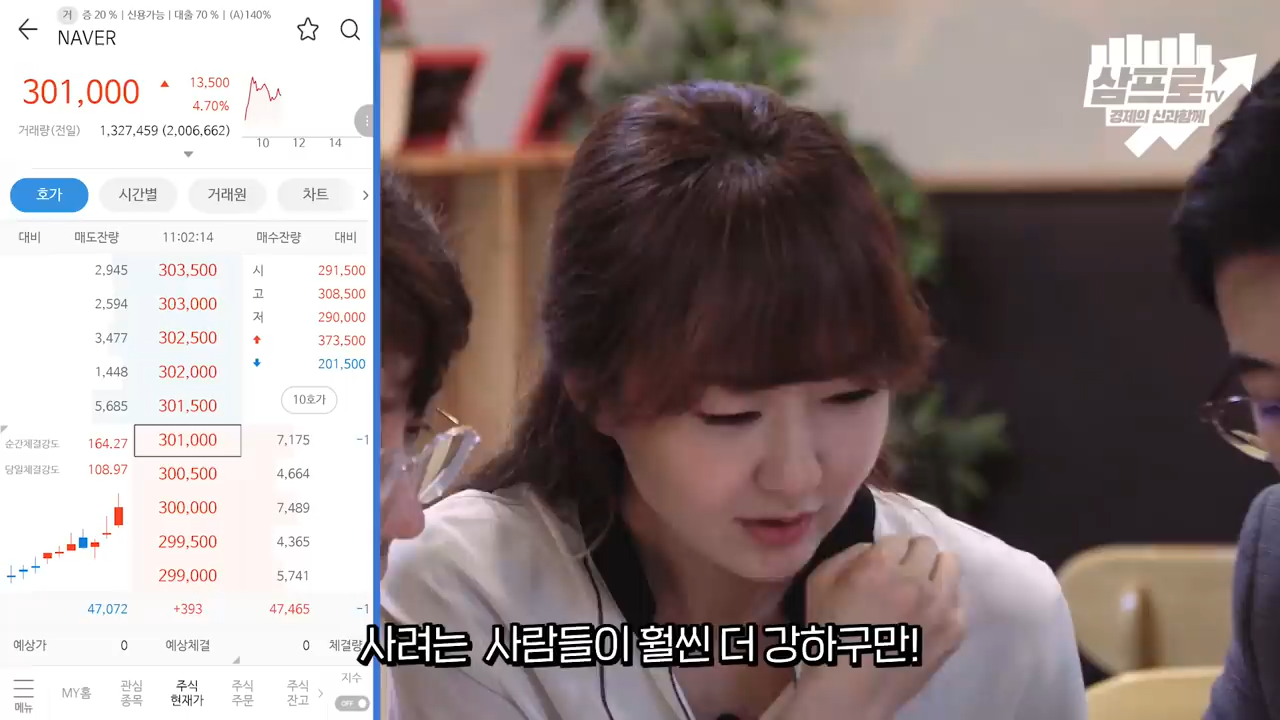 거 증 20 % | 신용가능 | 대출 70 % | (A)140%
NAVER
301,000 ▲ 13,500
4.70%
거래량(전일) 1,327,459 (2,006,662)
10 12 14
호가 시간별 거래원 차트
대비 매도잔량 11:02:14 매수잔량 대비
2,945 303,500 시 291,500
2,594 303,000 고 308,500
3,477 302,500 저 290,000
1,448 302,000 373,500
5,685 301,500 201,500
10호가
순간체결강도 164.27 301,000 7,175 -1
당일체결강도 108.97 300,500 4,664
300,000 7,489
299,500 4,365
299,000 5,741
47,072 +393 47,465 -1
예상가 0 예상체결 0 체결량
메뉴 MY홈 관심 종목 주식 현재가 주식 주문 주식 잔고 지수 OFF
삼프로TV
경제의 신과함께
사려는 사람들이 훨씬 더 강하구만!